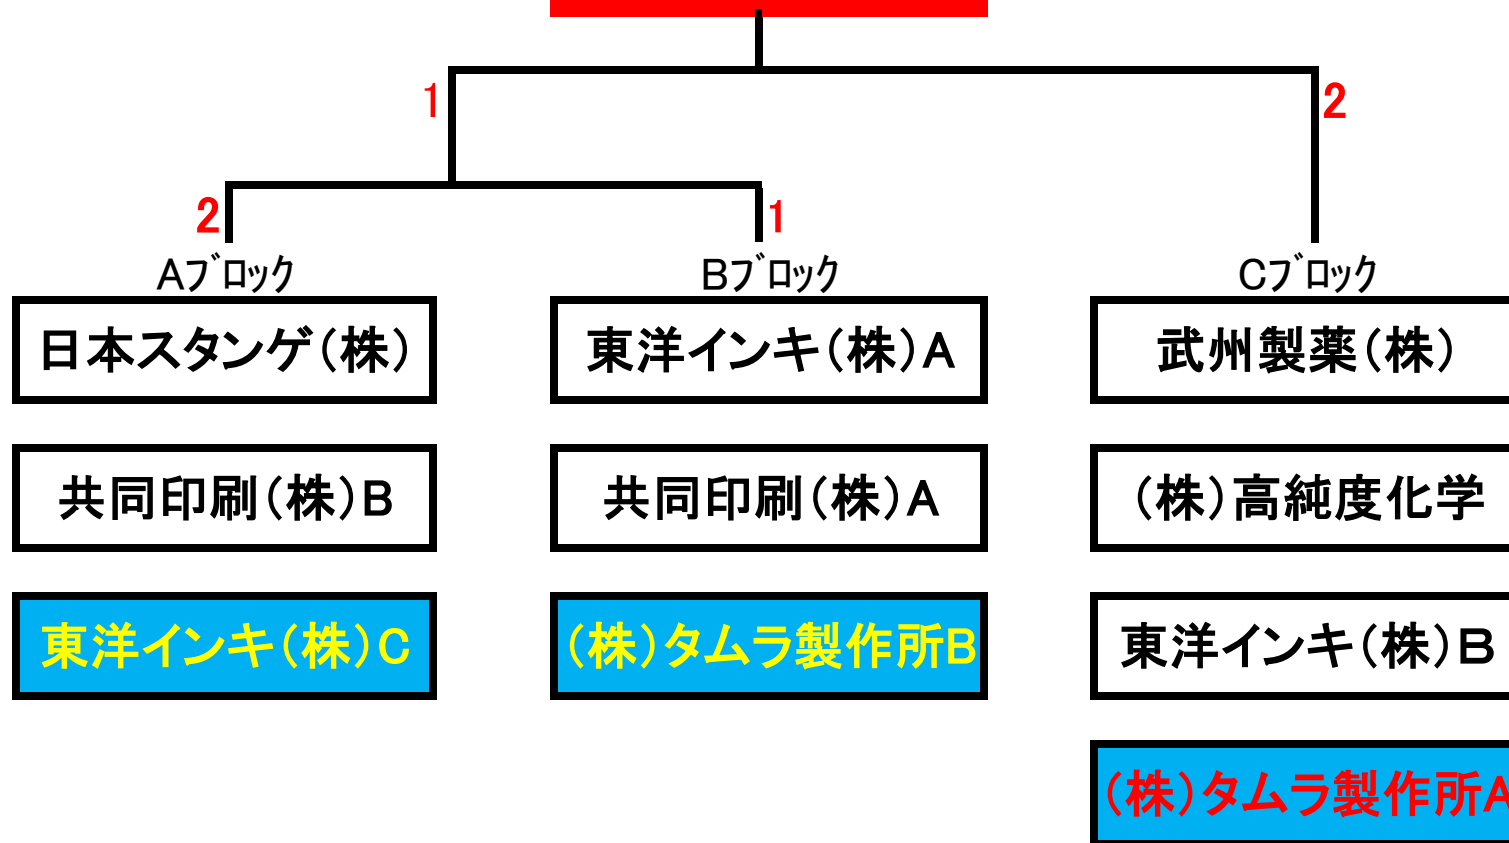 1
2
2
1
Aブロック
Bブロック
Cブロック
日本スタンゲ(株)
東洋インキ(株)A
武州製薬(株)
共同印刷(株)B
共同印刷(株)A
(株)高純度化学
東洋インキ(株)C
(株)タムラ製作所B
東洋インキ(株)B
(株)タムラ製作所A